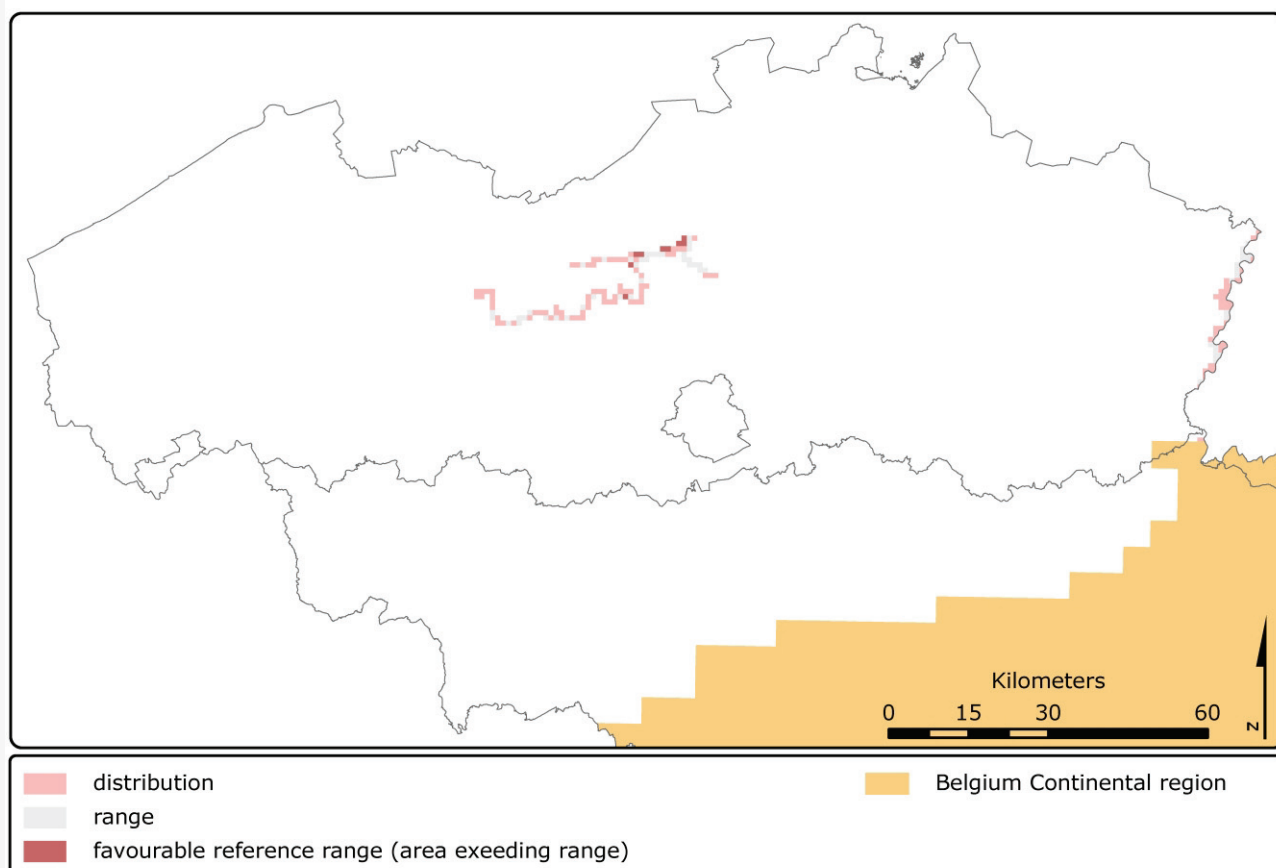 Kilometers
0 15 30 60
N
distribution
Belgium Continental region
range
favourable reference range (area exeeding range)